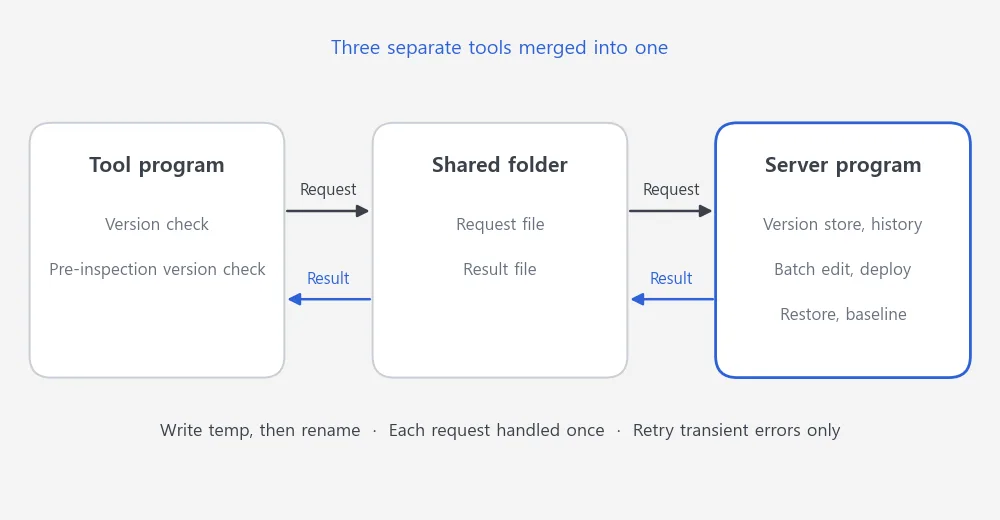 Three separate tools merged into one
Tool program
Version check
Pre-inspection version check
Request
Result
Shared folder
Request file
Result file
Request
Result
Server program
Version store, history
Batch edit, deploy
Restore, baseline
Write temp, then rename · Each request handled once · Retry transient errors only